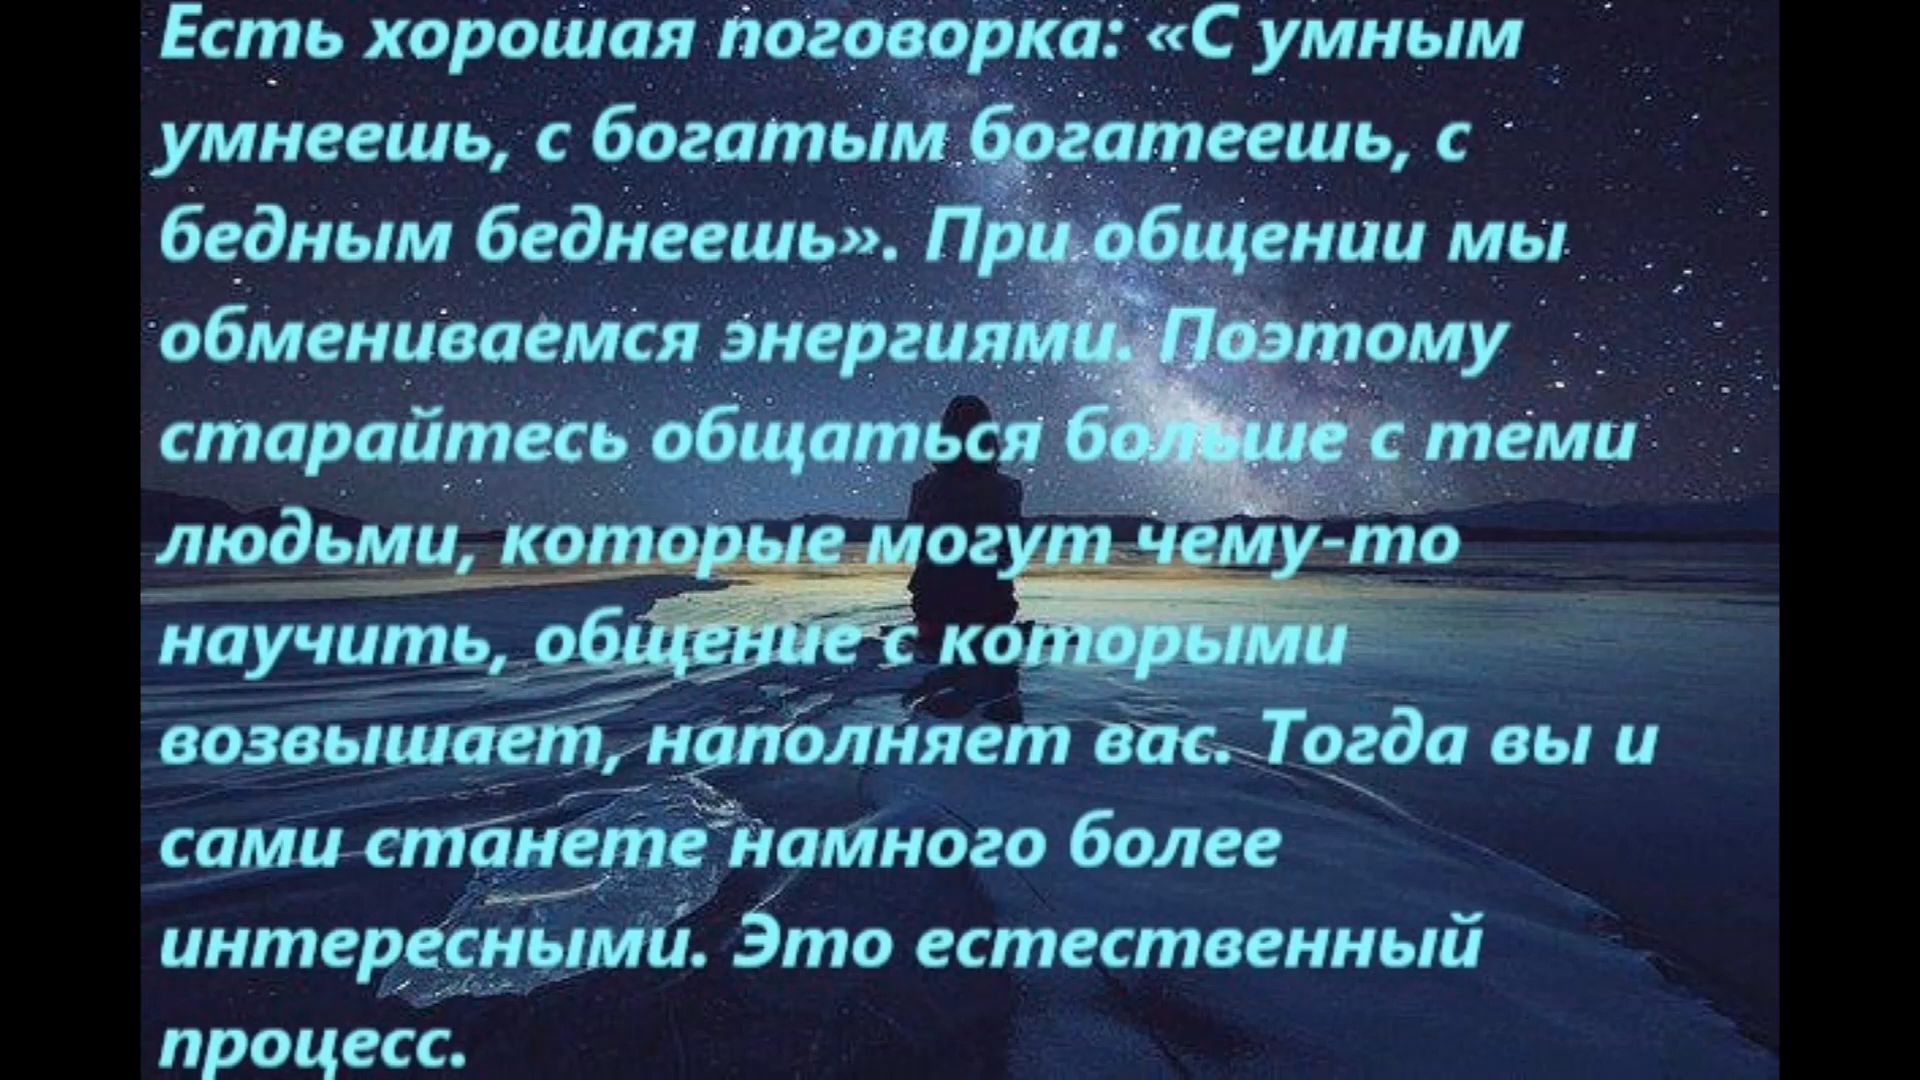 Есть хорошая поговорка: «С умным
умнеешь, с богатым богатеешь, с
бедным беднеешь». При общении мы
обмениваемся энергиями. Поэтому
старайтесь общаться больше с теми
людьми, которые могут чему-то
научить, общение с которыми
возвышает, наполняет вас. Тогда вы и
сами станете намного более
интересными. Это естественный
процесс.